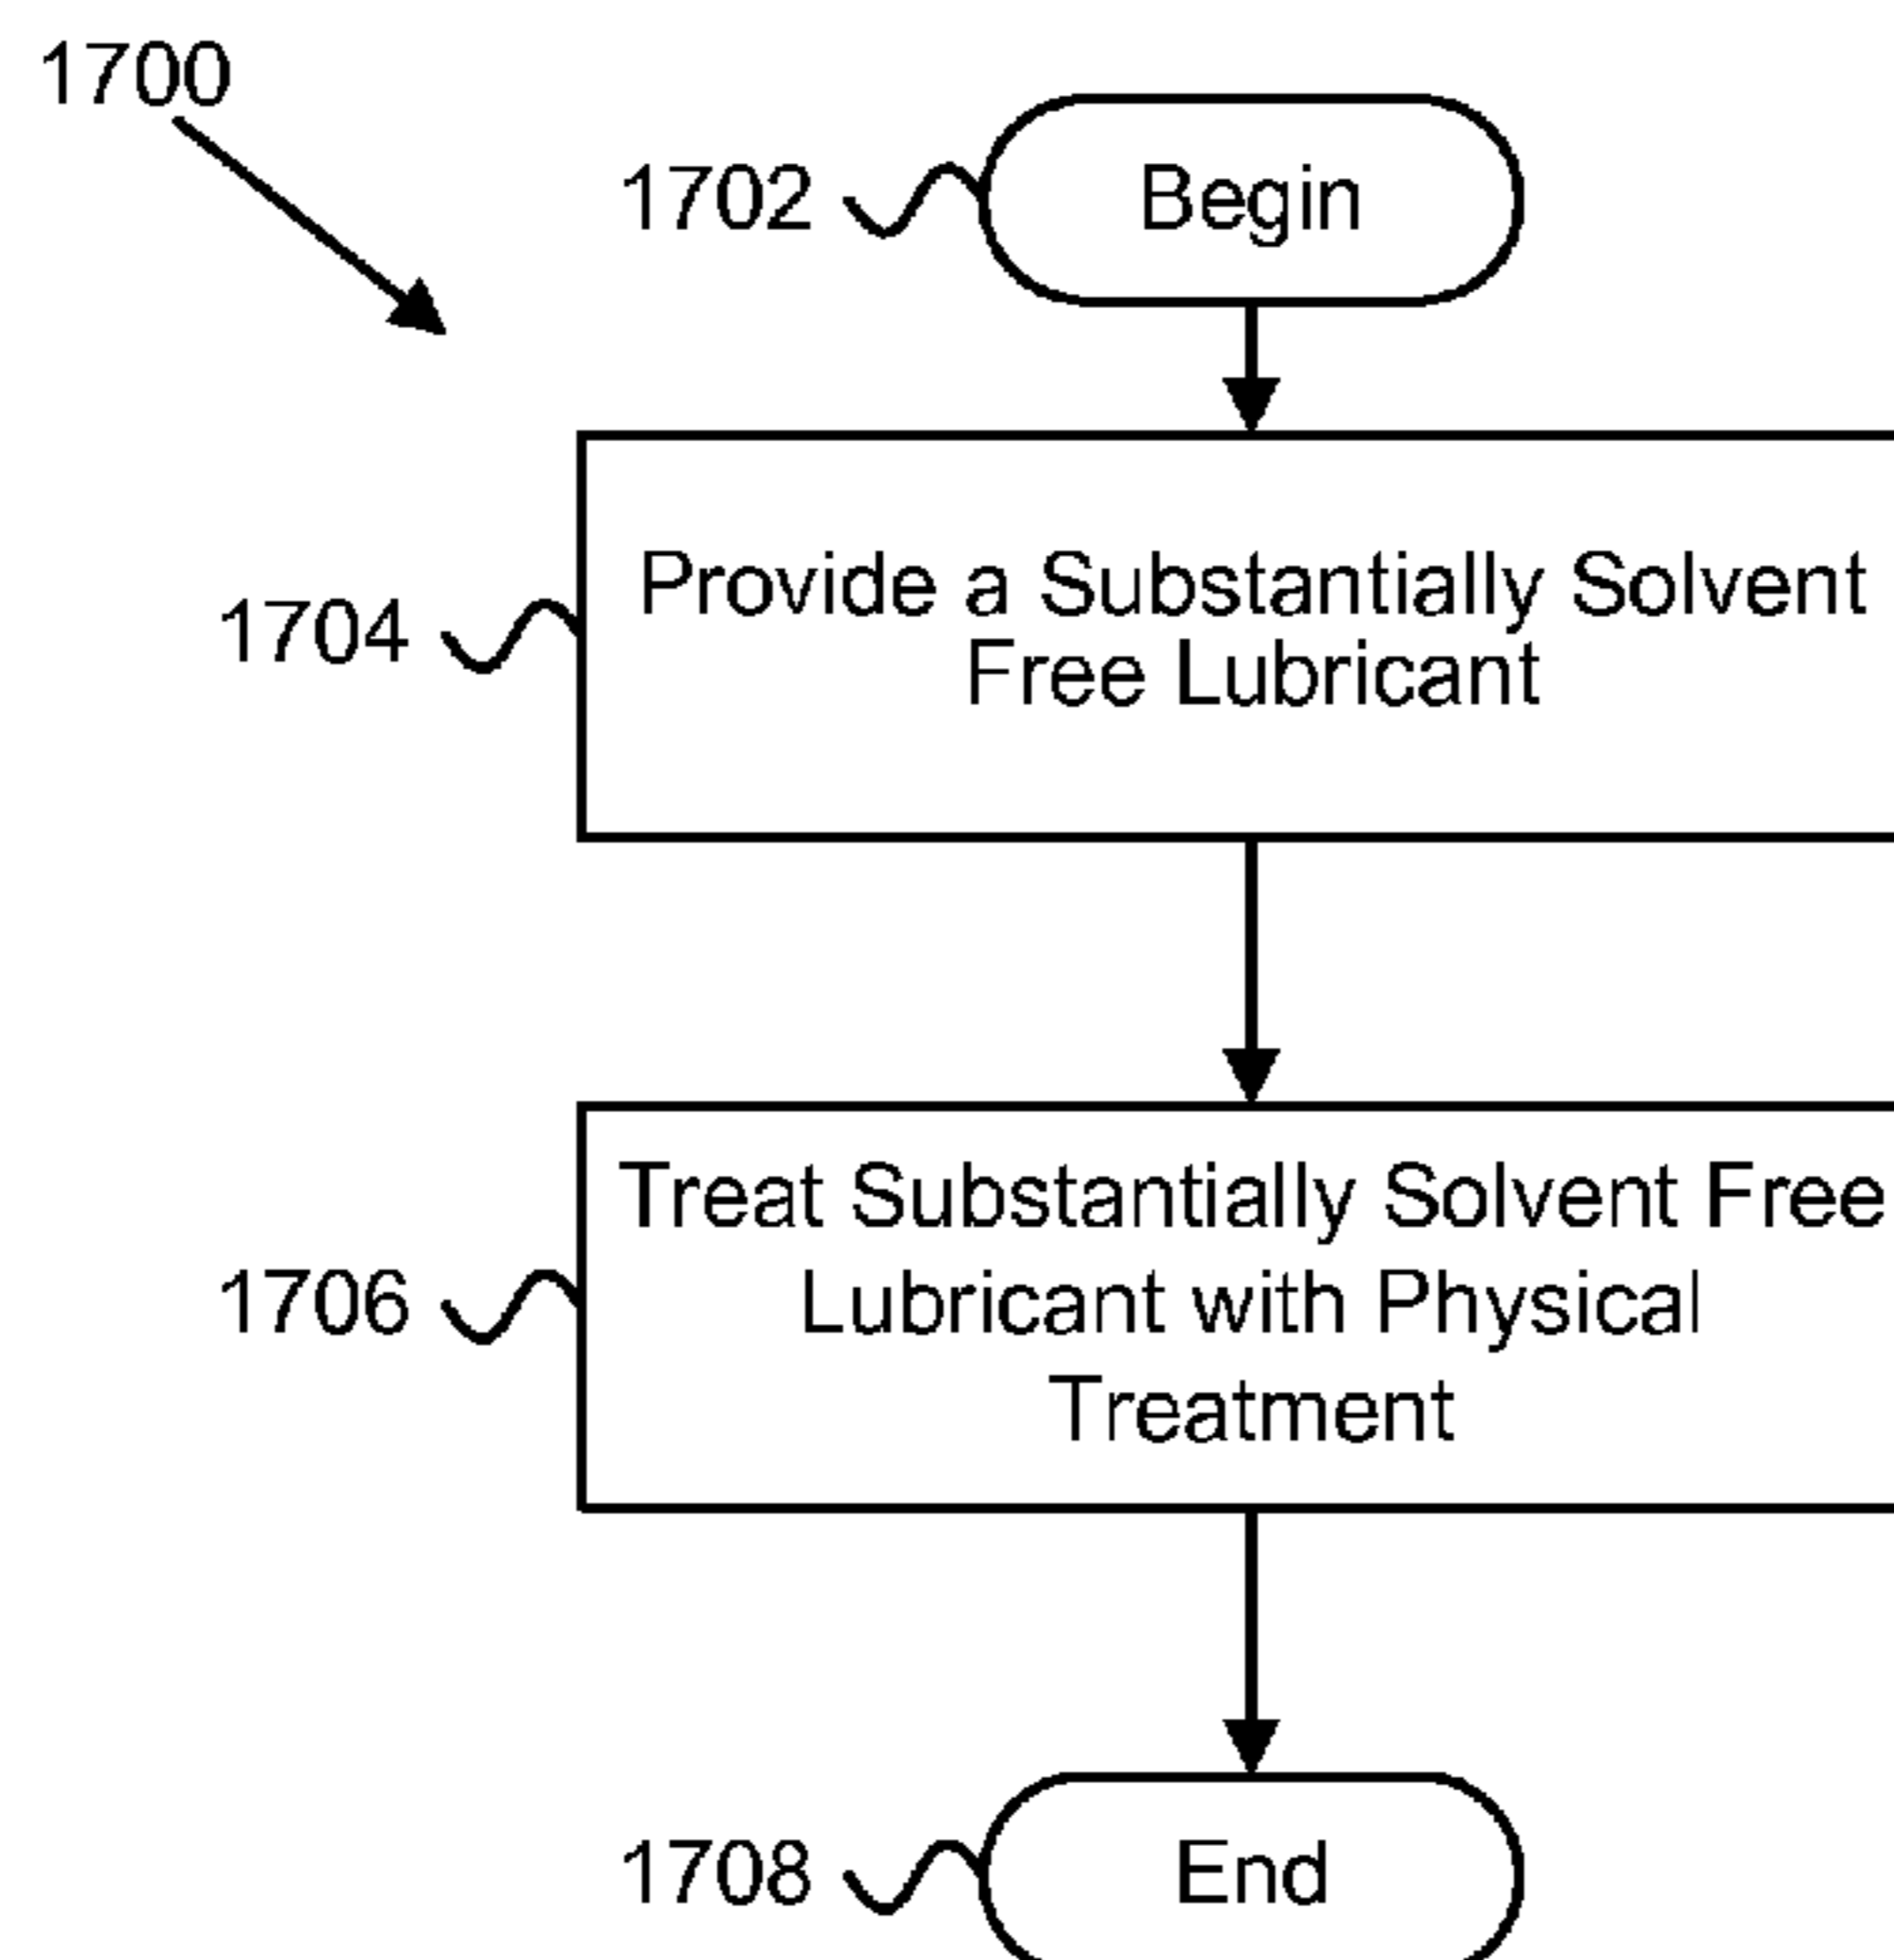 1700
1702
Begin
Provide a Substantially Solvent
Free Lubricant
1704
Treat Substantially Solvent Free
Lubricant with Physical
Treatment
1706
1708
End